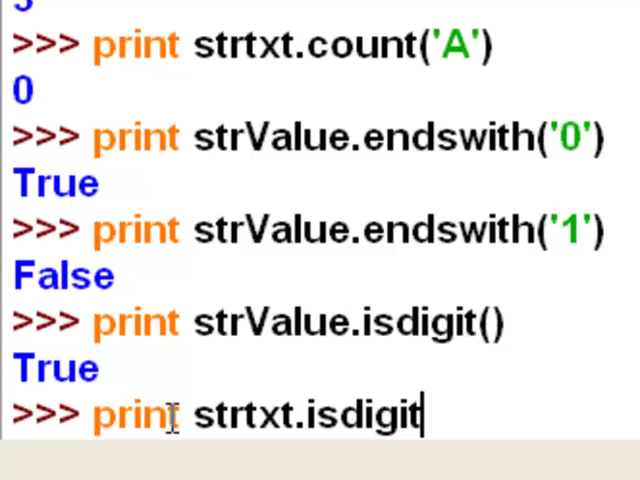 >>> print strtxt.count('A')
0
>>> print strValue.endswith('0')
True
>>> print strValue.endswith('1')
False
>>> print strValue.isdigit()
True
>>> print strtxt.isdigit